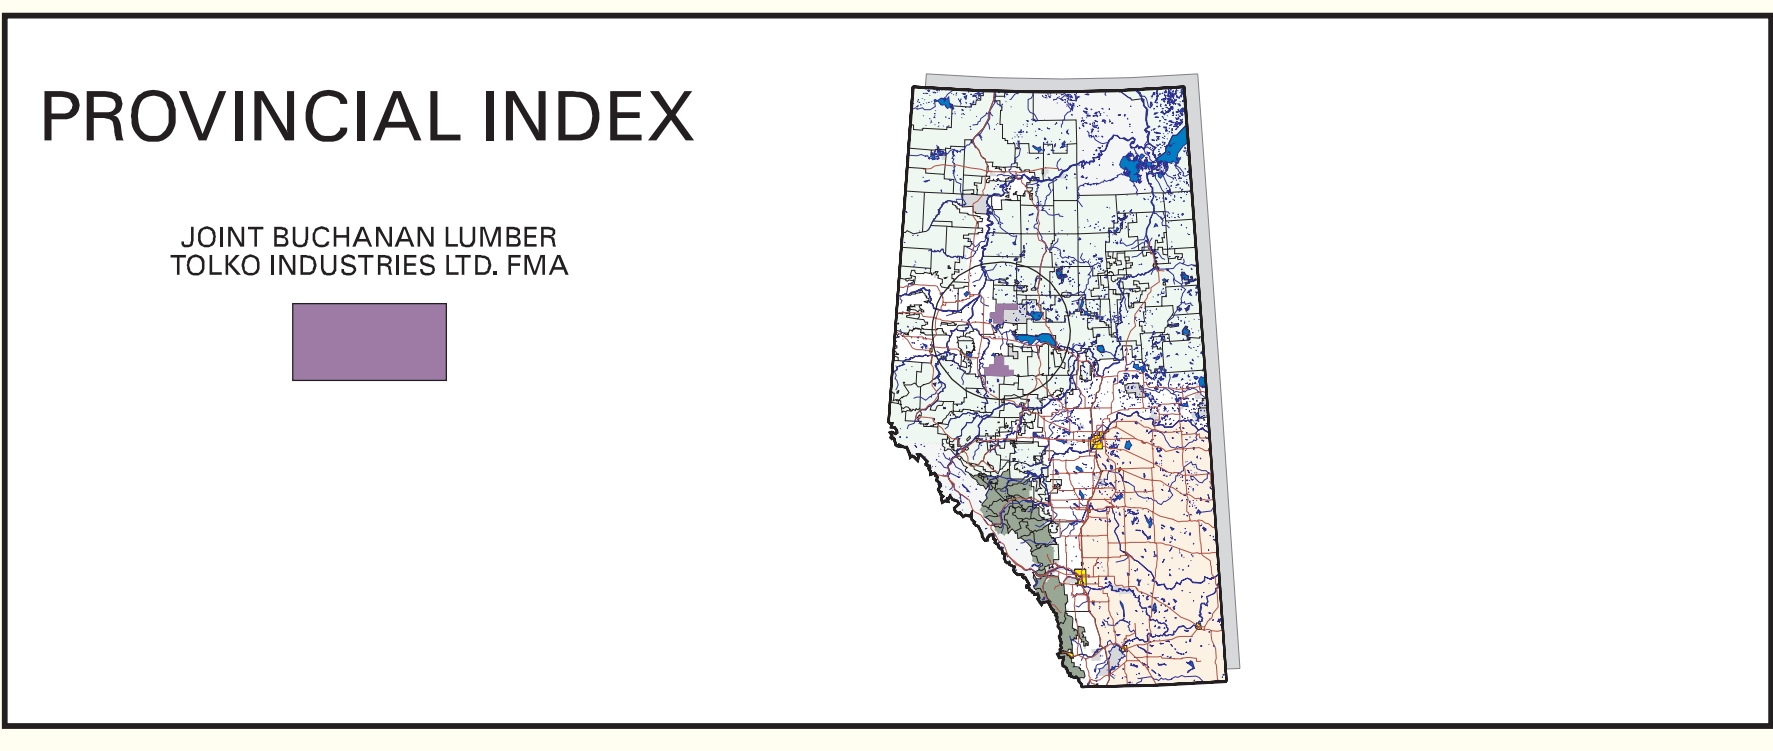 PROVINCIAL INDEX
JOINT BUCHANAN LUMBER
TOLKO INDUSTRIES LTD. FMA